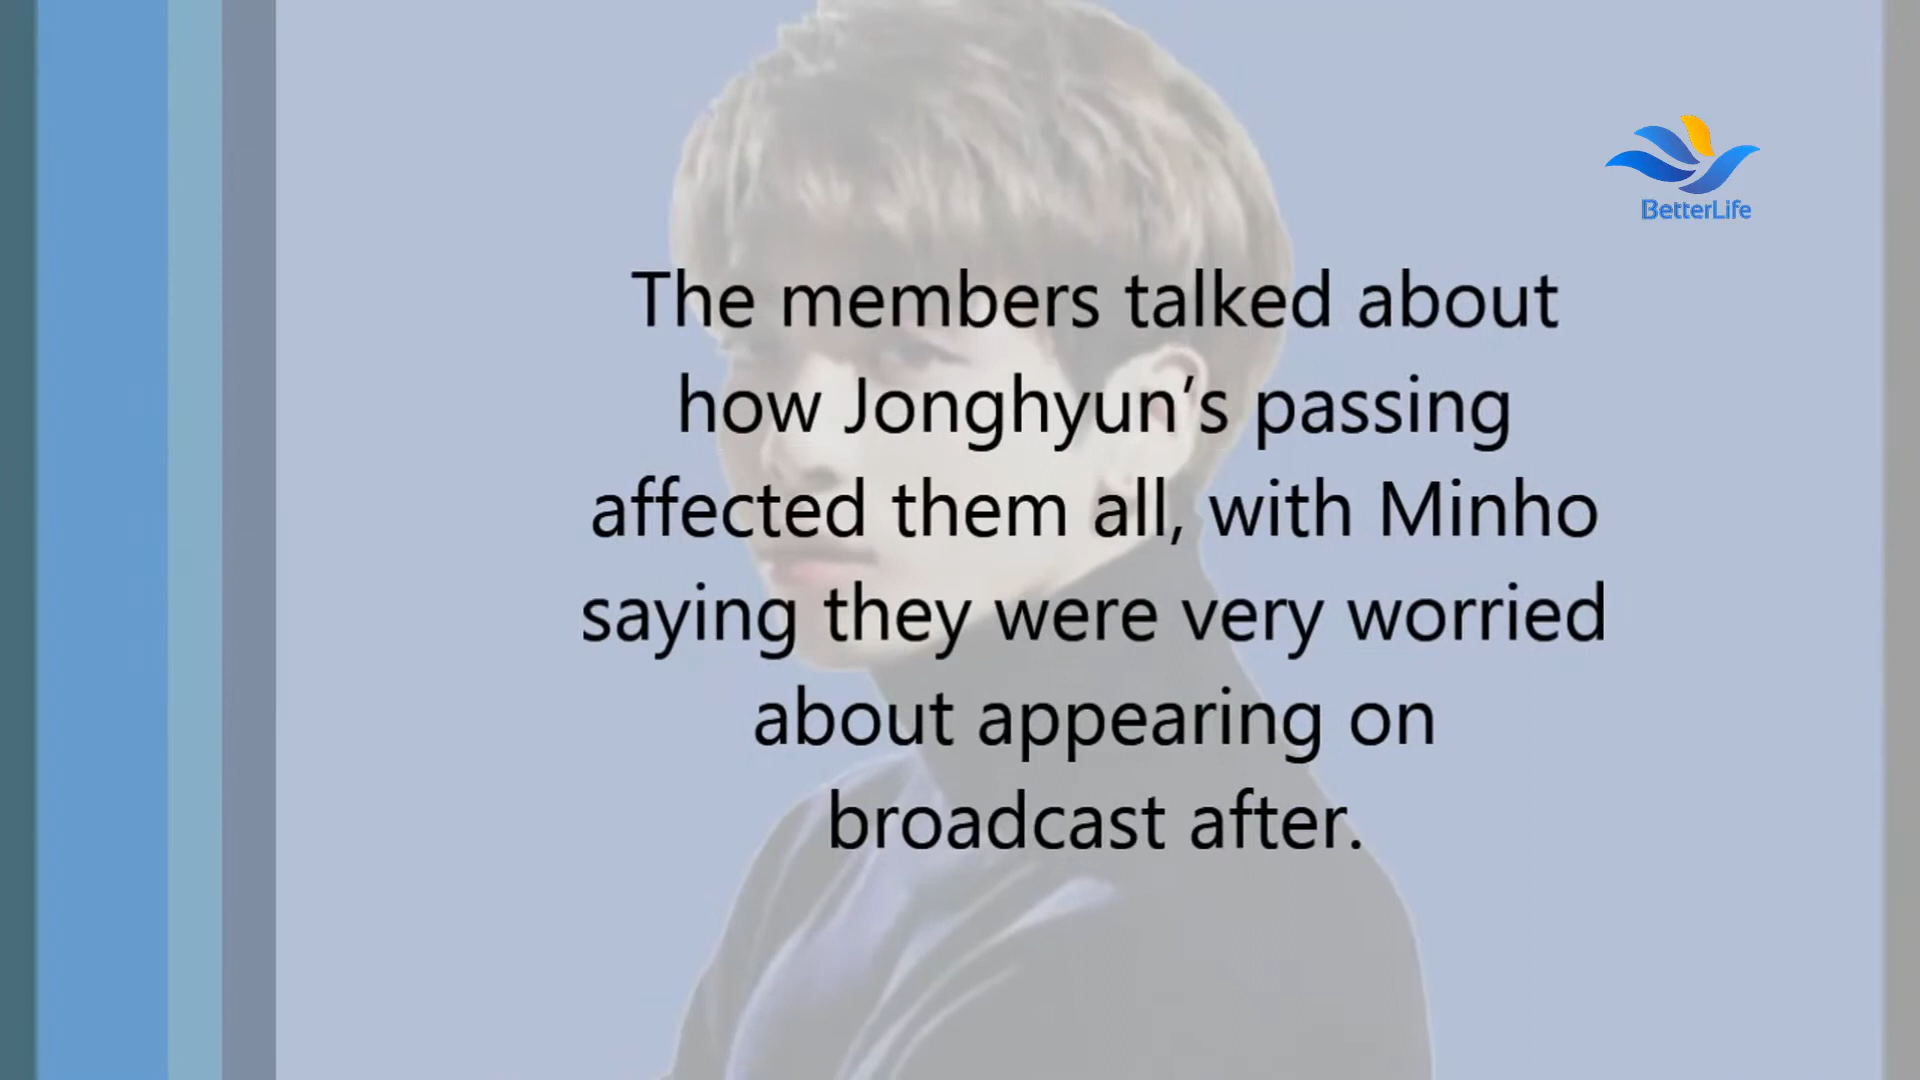 BetterLife
The members talked about
how Jonghyun’s passing
affected them all, with Minho
saying they were very worried
about appearing on
broadcast after.